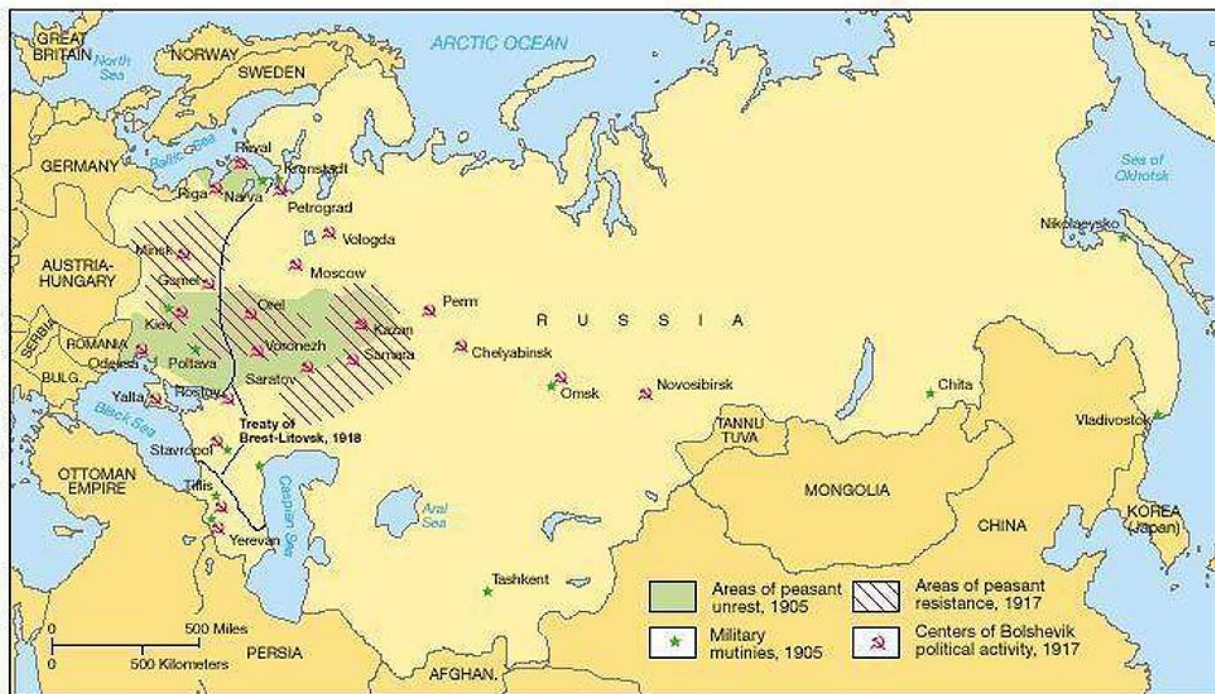 GREAT
BRITAIN
North
Sea
NORWAY
SWEDEN
ARCTIC OCEAN
Baltic Sea
GERMANY
Reval
Kronstadt
Riga
Narva
Petrograd
Sea of
Okhotsk
Nikolaevsko
Vologda
Minsk
Moscow
AUSTRIA-
HUNGARY
Gomel
Orel
Perm
RUSSIA
Kiev
Kazan
SERBIA
ROMANIA
Odessa
Poltava
Voronezh
Samara
Chelyabinsk
BULG.
Saratov
Omsk
Novosibirsk
Chita
Yalta
Rostov
Black Sea
Vladivostok
Treaty of
Brest-Litovsk, 1918
TANNU
TUVA
Stavropol
OTTOMAN
EMPIRE
Tiflis
Caspian Sea
Aral
Sea
MONGOLIA
CHINA
KOREA
(Japan)
Yerevan
Tashkent
Areas of peasant
unrest, 1905
Areas of peasant
resistance, 1917
Military
mutinies, 1905
Centers of Bolshevik
political activity, 1917
0 500 Miles
0 500 Kilometers
PERSIA
AFGHAN.